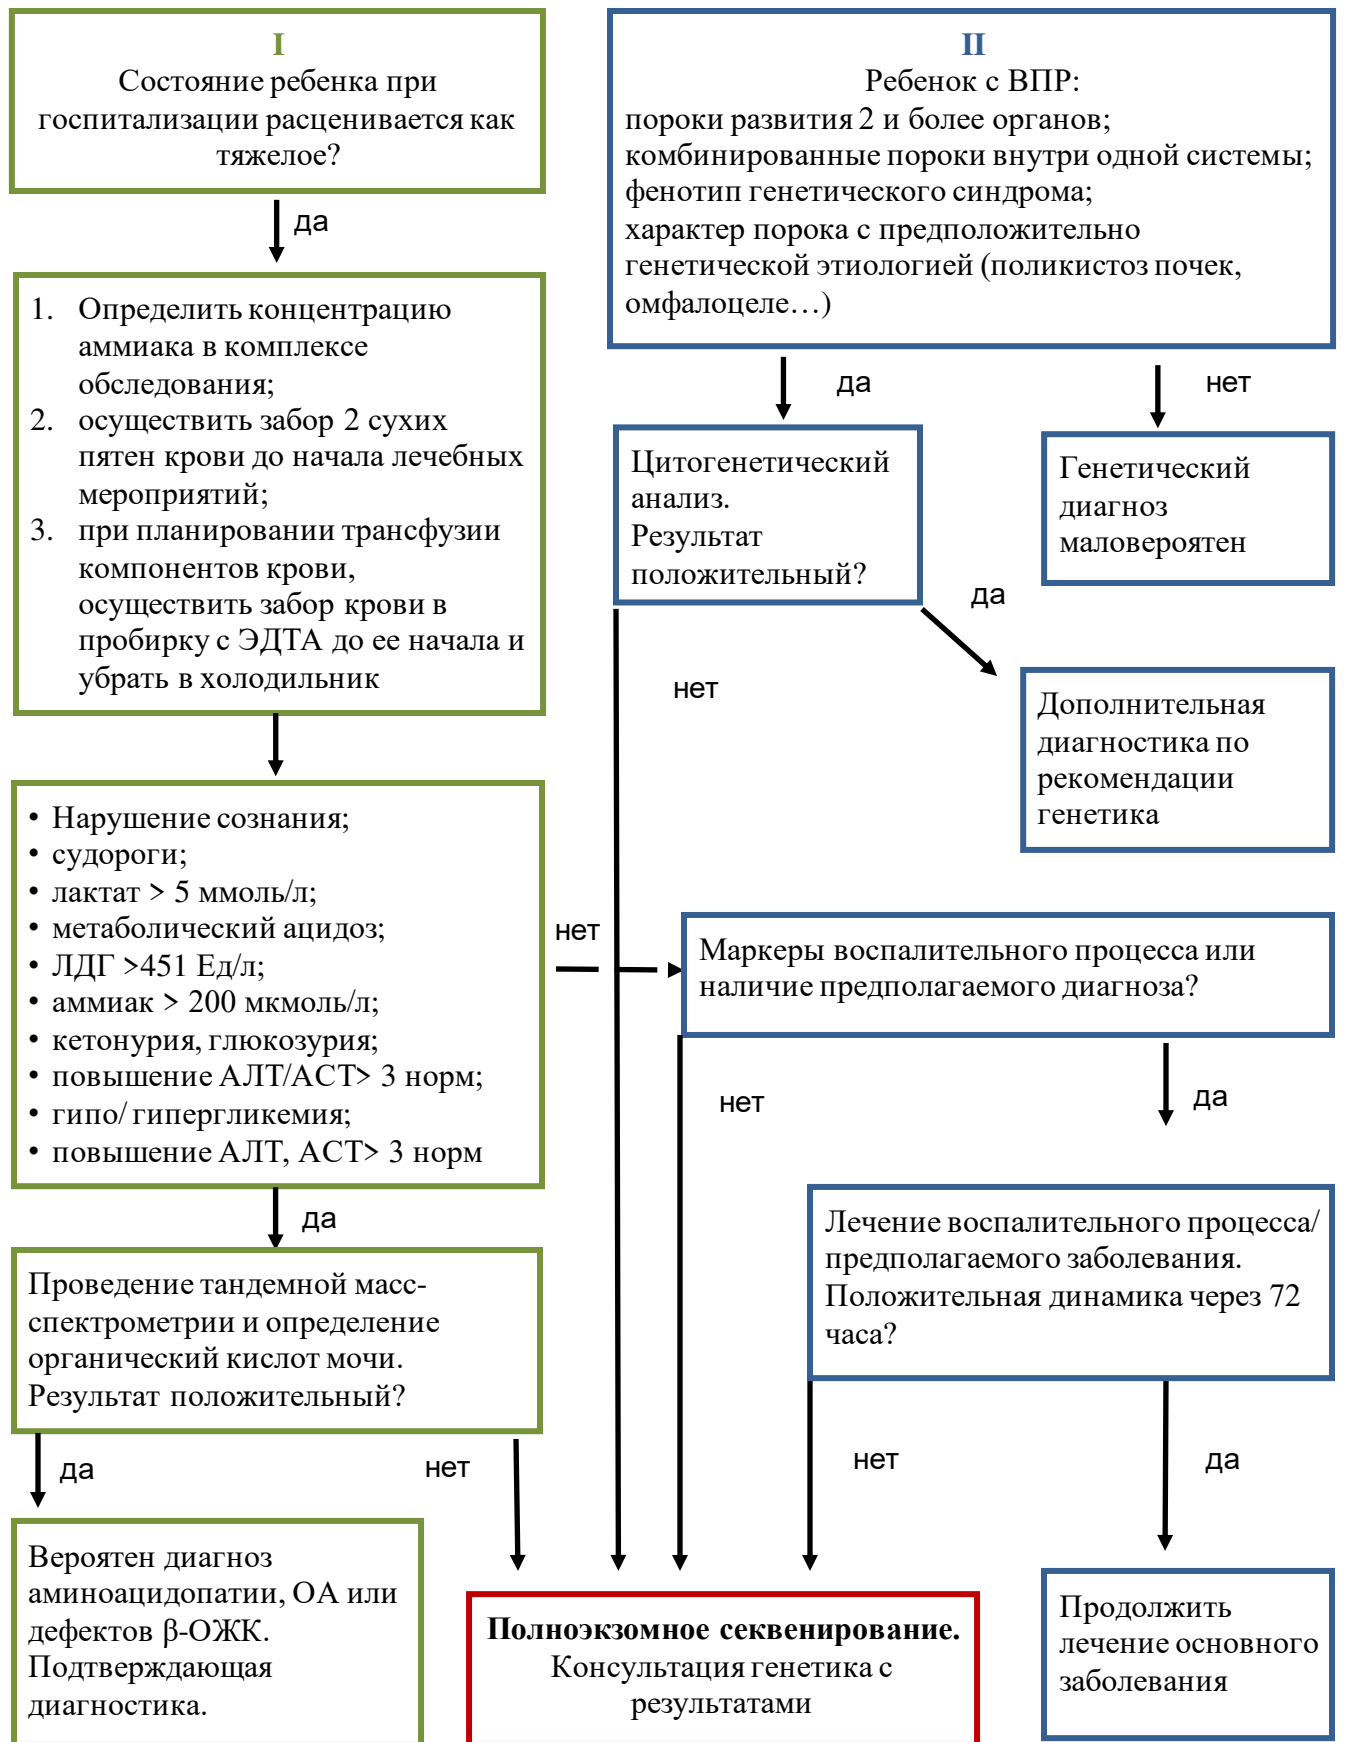 I
Состояние ребенка при
госпитализации расценивается как
тяжелое?
да
1. Определить концентрацию
аммиака в комплексе
обследования;
2. осуществить забор 2 сухих
пятен крови до начала лечебных
мероприятий;
3. при планировании трансфузии
компонентов крови,
осуществить забор крови в
пробирку с ЭДТА до ее начала и
убрать в холодильник
• Нарушение сознания;
• судороги;
• лактат > 5 ммоль/л;
• метаболический ацидоз;
• ЛДГ >451 Ед/л;
• аммиак > 200 мкмоль/л;
• кетонурия, глюкозурия;
• повышение АЛТ/АСТ> 3 норм;
• гипо/ гипергликемия;
• повышение АЛТ, АСТ> 3 норм
нет
да
Проведение тандемной масс-
спектрометрии и определение
органический кислот мочи.
Результат положительный?
да
нет
Вероятен диагноз
аминоацидопатии, ОА или
дефектов β-ОЖК.
Подтверждающая
диагностика.
II
Ребенок с ВПР:
пороки развития 2 и более органов;
комбинированные пороки внутри одной системы;
фенотип генетического синдрома;
характер порока с предположительно
генетической этиологией (поликистоз почек,
омфалоцеле…)
да
нет
Цитогенетический
анализ.
Результат
положительный?
Генетический
диагноз
маловероятен
да
нет
Дополнительная
диагностика по
рекомендации
генетика
Маркеры воспалительного процесса или
наличие предполагаемого диагноза?
нет
да
Лечение воспалительного процесса/
предполагаемого заболевания.
Положительная динамика через 72
часа?
нет
да
Полноэкзомное секвенирование.
Консультация генетика с
результатами
Продолжить
лечение основного
заболевания